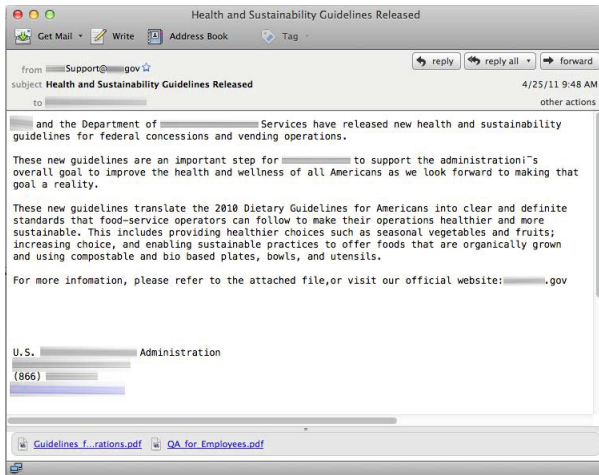 Health and Sustainability Guidelines Released
Get Mail Write Address Book Tag
reply reply all forward
from Support@ gov
subject Health and Sustainability Guidelines Released 4/25/11 9:48 AM
to other actions
and the Department of Services have released new health and sustainability
guidelines for federal concessions and vending operations.
These new guidelines are an important step for to support the administration¡¯s
overall goal to improve the health and wellness of all Americans as we look forward to making that
goal a reality.
These new guidelines translate the 2010 Dietary Guidelines for Americans into clear and definite
standards that food-service operators can follow to make their operations healthier and more
sustainable. This includes providing healthier choices such as seasonal vegetables and fruits;
increasing choice, and enabling sustainable practices to offer foods that are organically grown
and using compostable and bio based plates, bowls, and utensils.
For more infomation, please refer to the attached file,or visit our official website: .gov
U.S. Administration
(866)
Guidelines f...rations.pdf QA for Employees.pdf